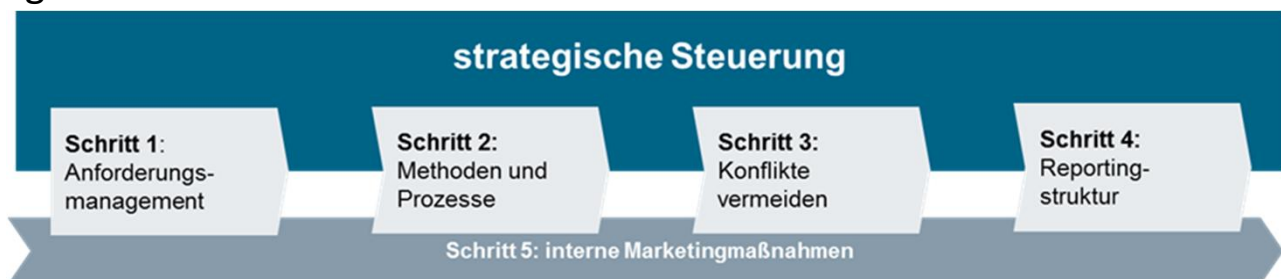 strategische Steuerung
Schritt 1:
Anforderungs-
management
Schritt 2:
Methoden und
Prozesse
Schritt 3:
Konflikte
vermeiden
Schritt 4:
Reporting-
struktur
Schritt 5: interne Marketingmaßnahmen